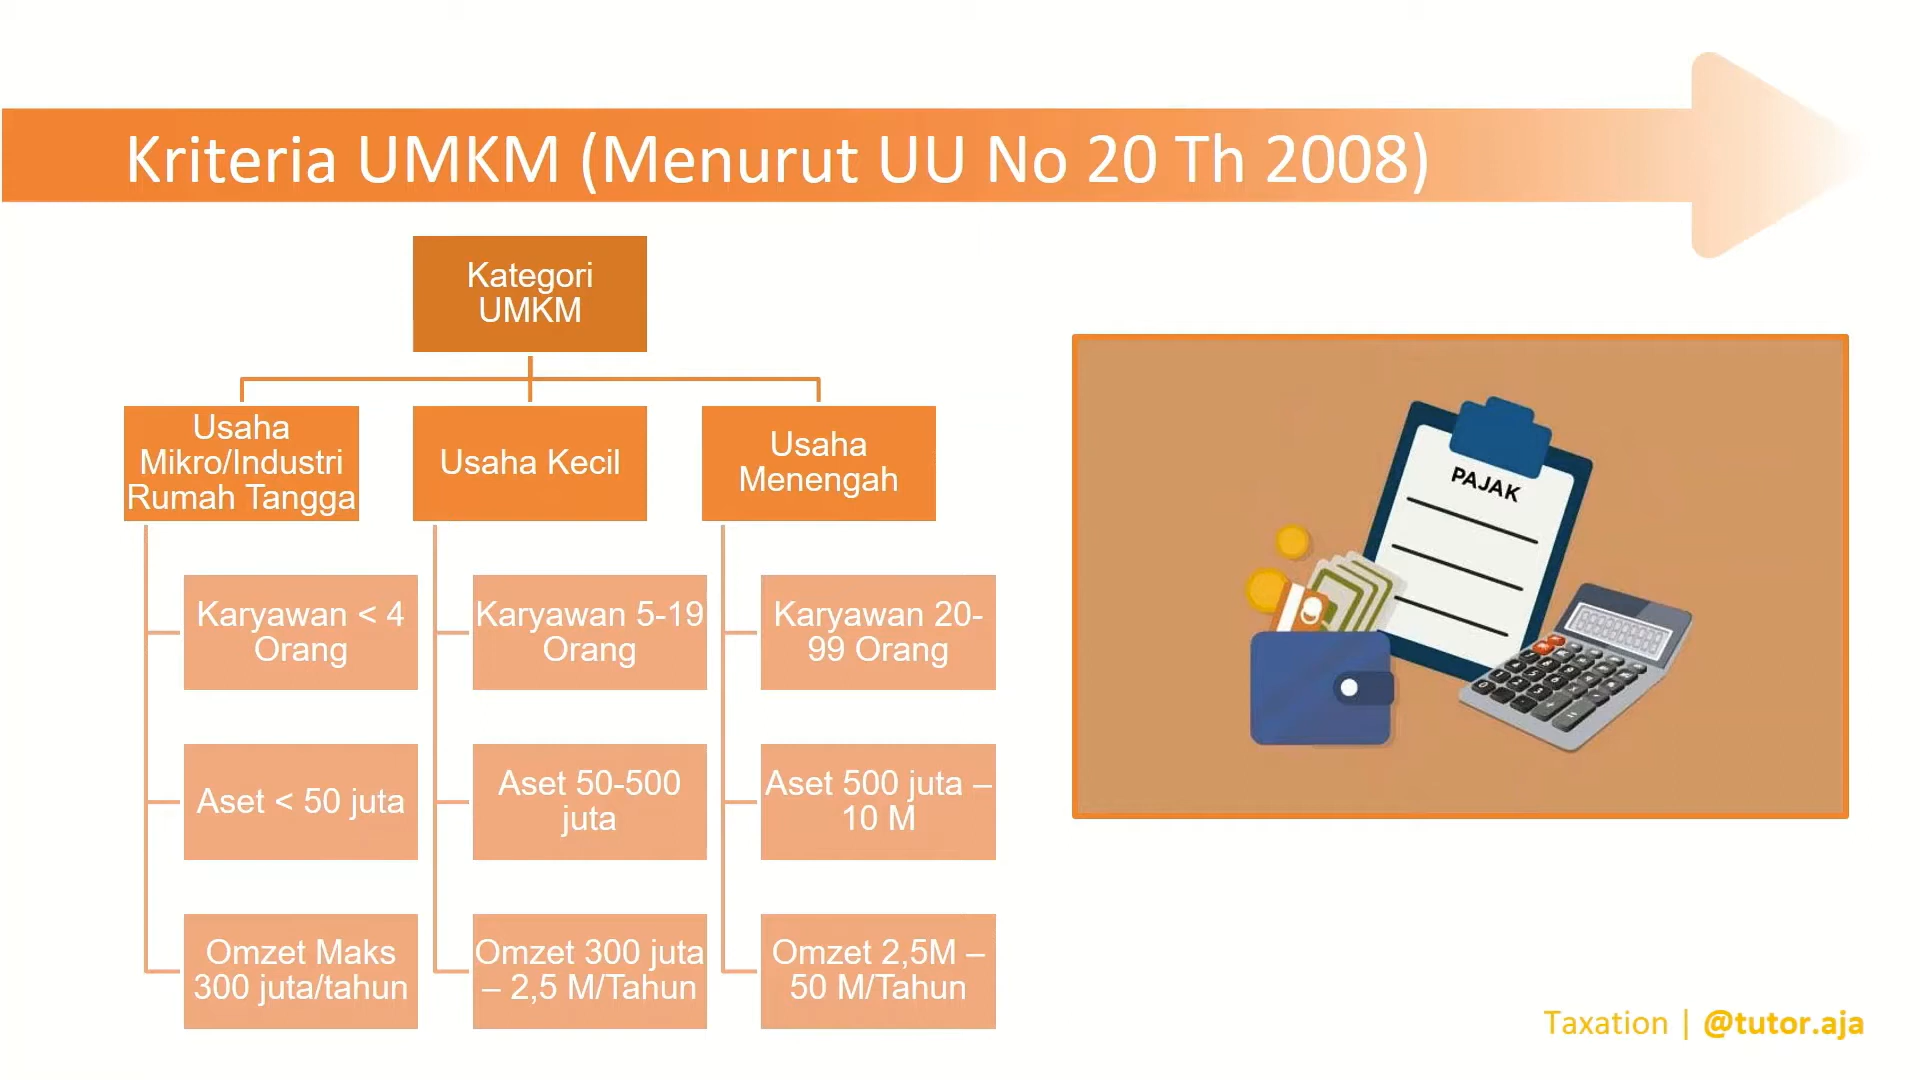 Kriteria UMKM (Menurut UU No 20 Th 2008)
Kategori
UMKM
Usaha
Mikro/Industri
Rumah Tangga
Karyawan < 4
Orang
Aset < 50 juta
Omzet Maks
300 juta/tahun
Usaha Kecil
Karyawan 5-19
Orang
Aset 50-500
juta
Omzet 300 juta
– 2,5 M/Tahun
Usaha
Menengah
Karyawan 20-
99 Orang
Aset 500 juta –
10 M
Omzet 2,5M –
50 M/Tahun
PAJAK
Taxation | @tutor.aja